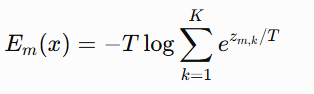 $E_m(x) = -T \log \sum_{k=1}^{K} e^{z_{m,k}/T}$